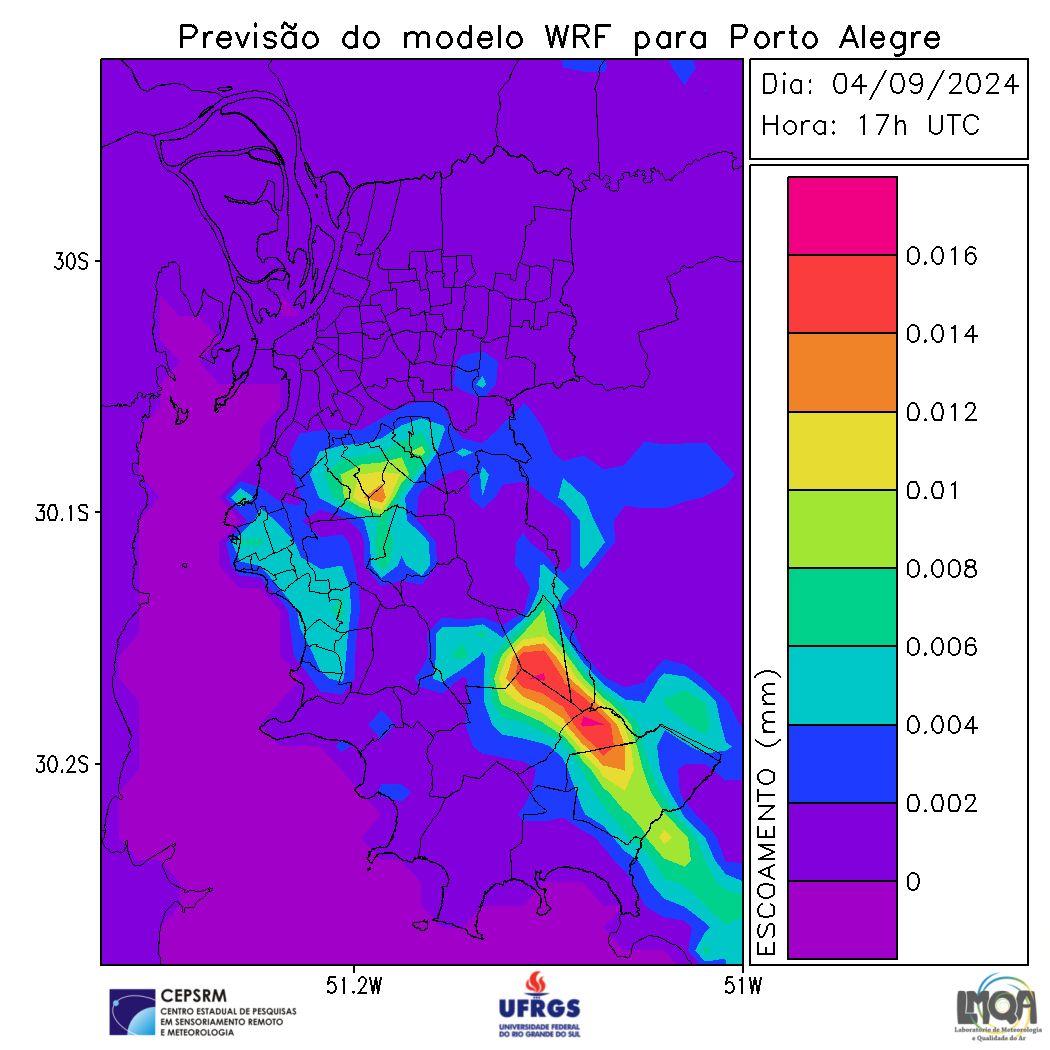 Previsão do modelo WRF para Porto Alegre
Dia: 04/09/2024
Hora: 17h UTC
30S
30.1S
30.2S
51.2W
51W
0.016
0.014
0.012
0.01
0.008
0.006
0.004
0.002
0
ESCOAMENTO (mm)
CEPSRM
CENTRO ESTADUAL DE PESQUISAS
EM SENSORIAMENTO REMOTO
E METEOROLOGIA
UFRGS
UNIVERSIDADE FEDERAL
DO RIO GRANDE DO SUL
LMQA
Laboratório de Meteorologia
e Qualidade do Ar